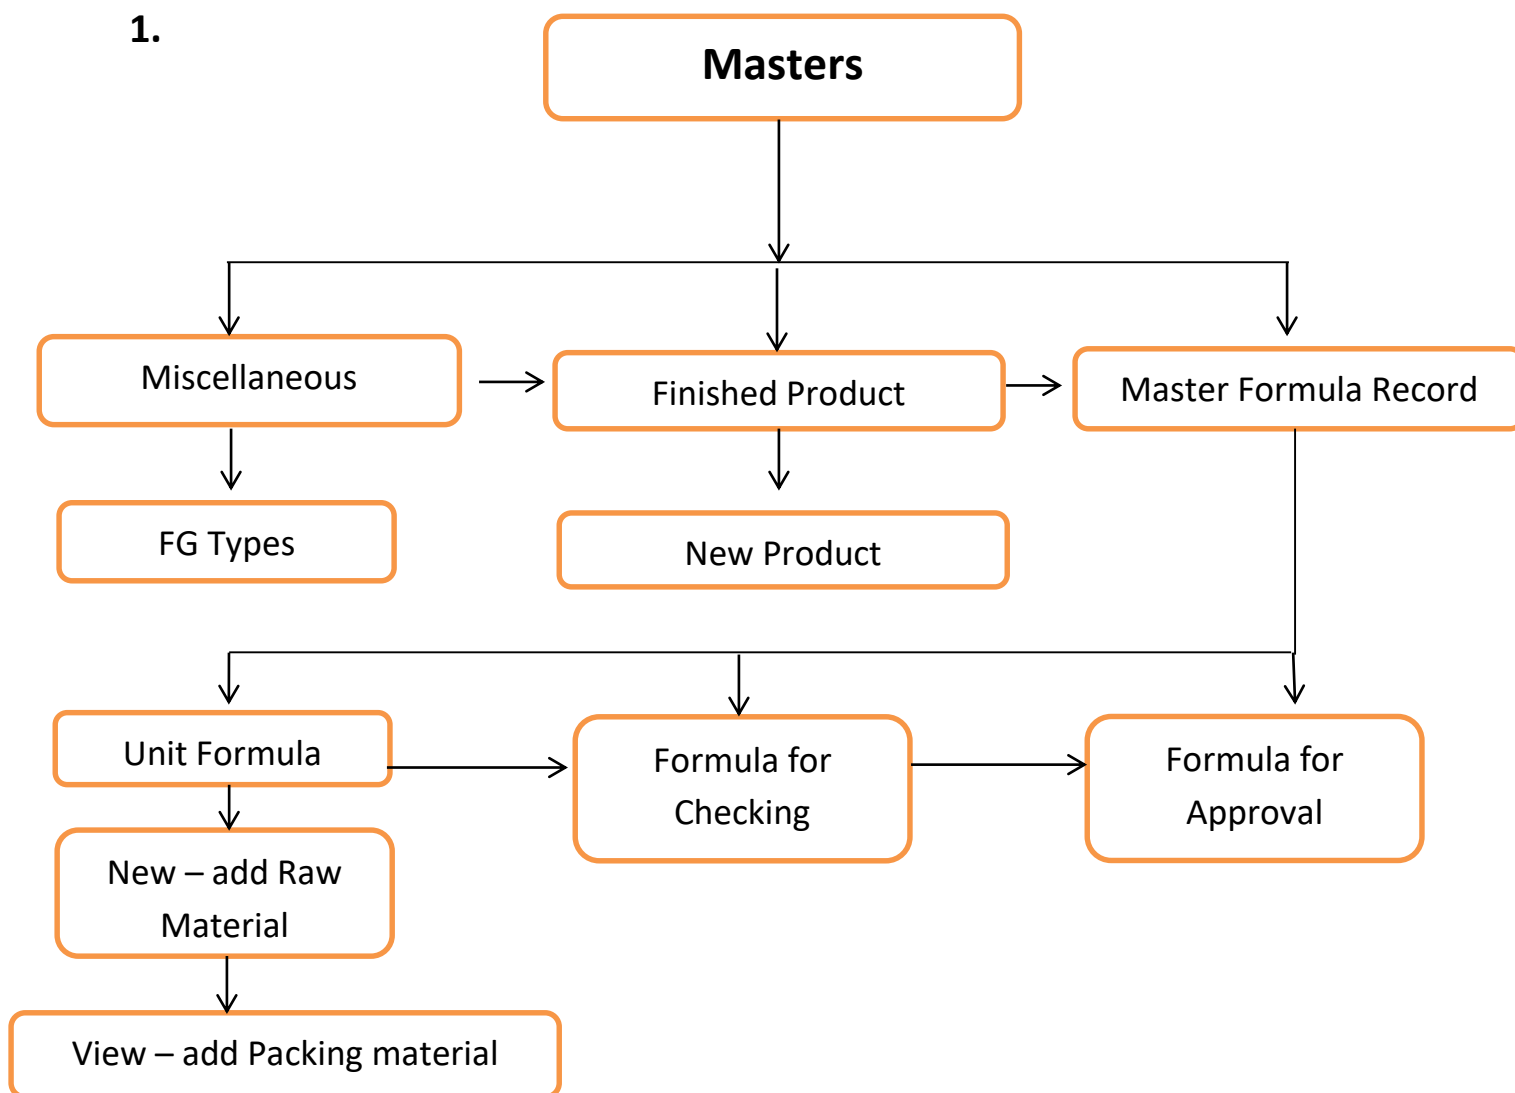 1.
Masters
Miscellaneous
Finished Product
Master Formula Record
FG Types
New Product
Unit Formula
Formula for
Checking
Formula for
Approval
New – add Raw
Material
View – add Packing material